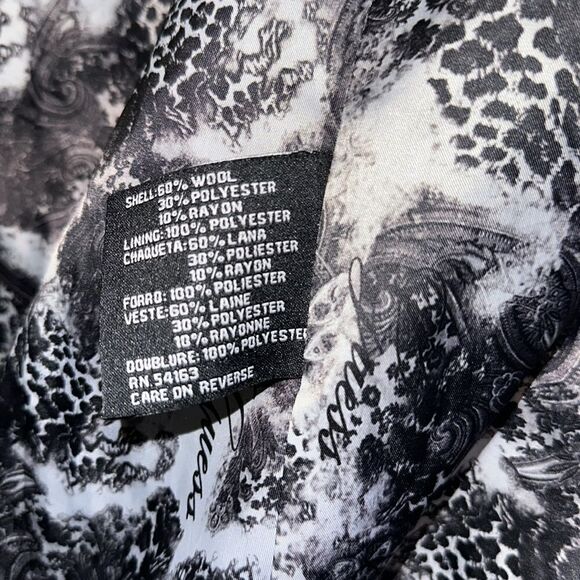 SHELL:60% WOOL
30% POLYESTER
10% RAYON
LINING:100% POLYESTER
CHAQUETA:60% LANA
30% POLIESTER
10% RAYON
FORRO:100% POLIESTER
VESTE:60% LAINE
30% POLYESTER
10% RAYONNE
DOUBLURE:100% POLYESTER
RN 54163
CARE ON REVERSE